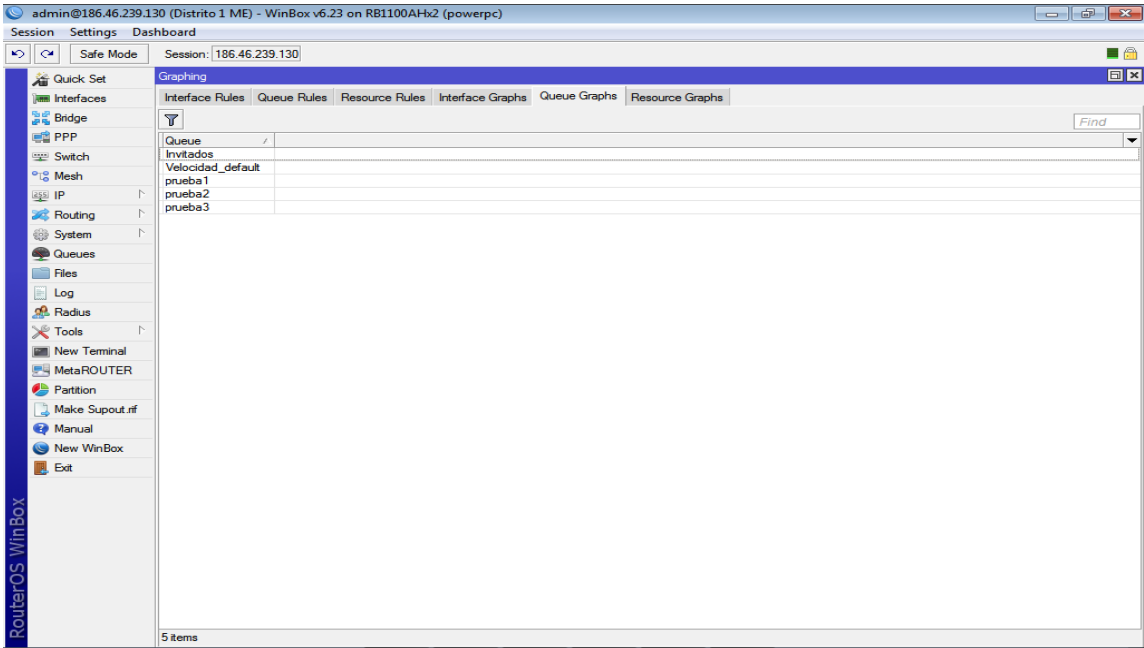 admin@186.46.239.130 (Distrito 1 ME) - WinBox v6.23 on RB1100AHx2 (powerpc)
Session Settings Dashboard
Safe Mode Session: 186.46.239.130
Graphing
Interface Rules Queue Rules Resource Rules Interface Graphs Queue Graphs Resource Graphs
Find
Queue
Invitados
Velocidad_default
prueba1
prueba2
prueba3
5 items
Quick Set
Interfaces
Bridge
PPP
Switch
Mesh
IP
Routing
System
Queues
Files
Log
Radius
Tools
New Terminal
MetaROUTER
Partition
Make Supout.rif
Manual
New WinBox
Exit
RouterOS WinBox